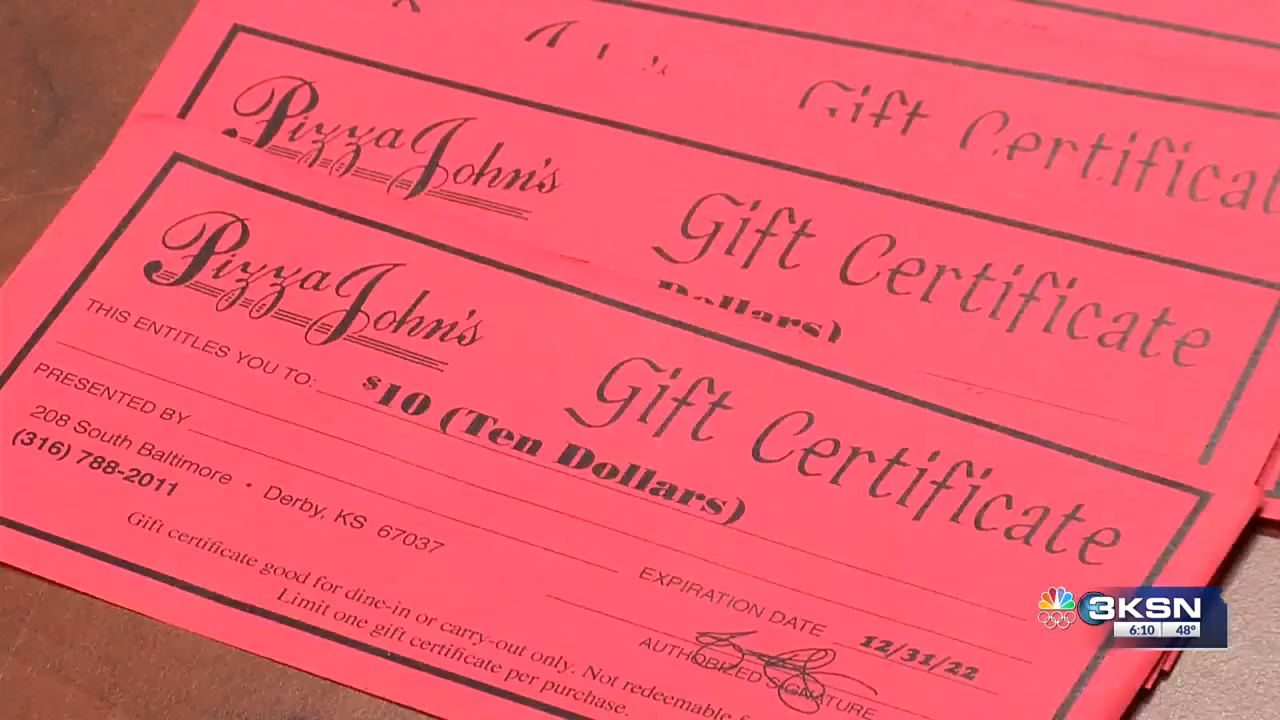 Gift Certificat
Pizza John's
Gift Certificate
Dollars)
Pizza John's
Gift Certificate
THIS ENTITLES YOU TO: $10 (Ten Dollars)
PRESENTED BY
208 South Baltimore • Derby, KS 67037
(316) 788-2011
EXPIRATION DATE 12/31/22
AUTHORIZED SIGNATURE
Gift certificate good for dine-in or carry-out only. Not redeemable
Limit one gift certificate per purchase.
3KSN
6:10 48°